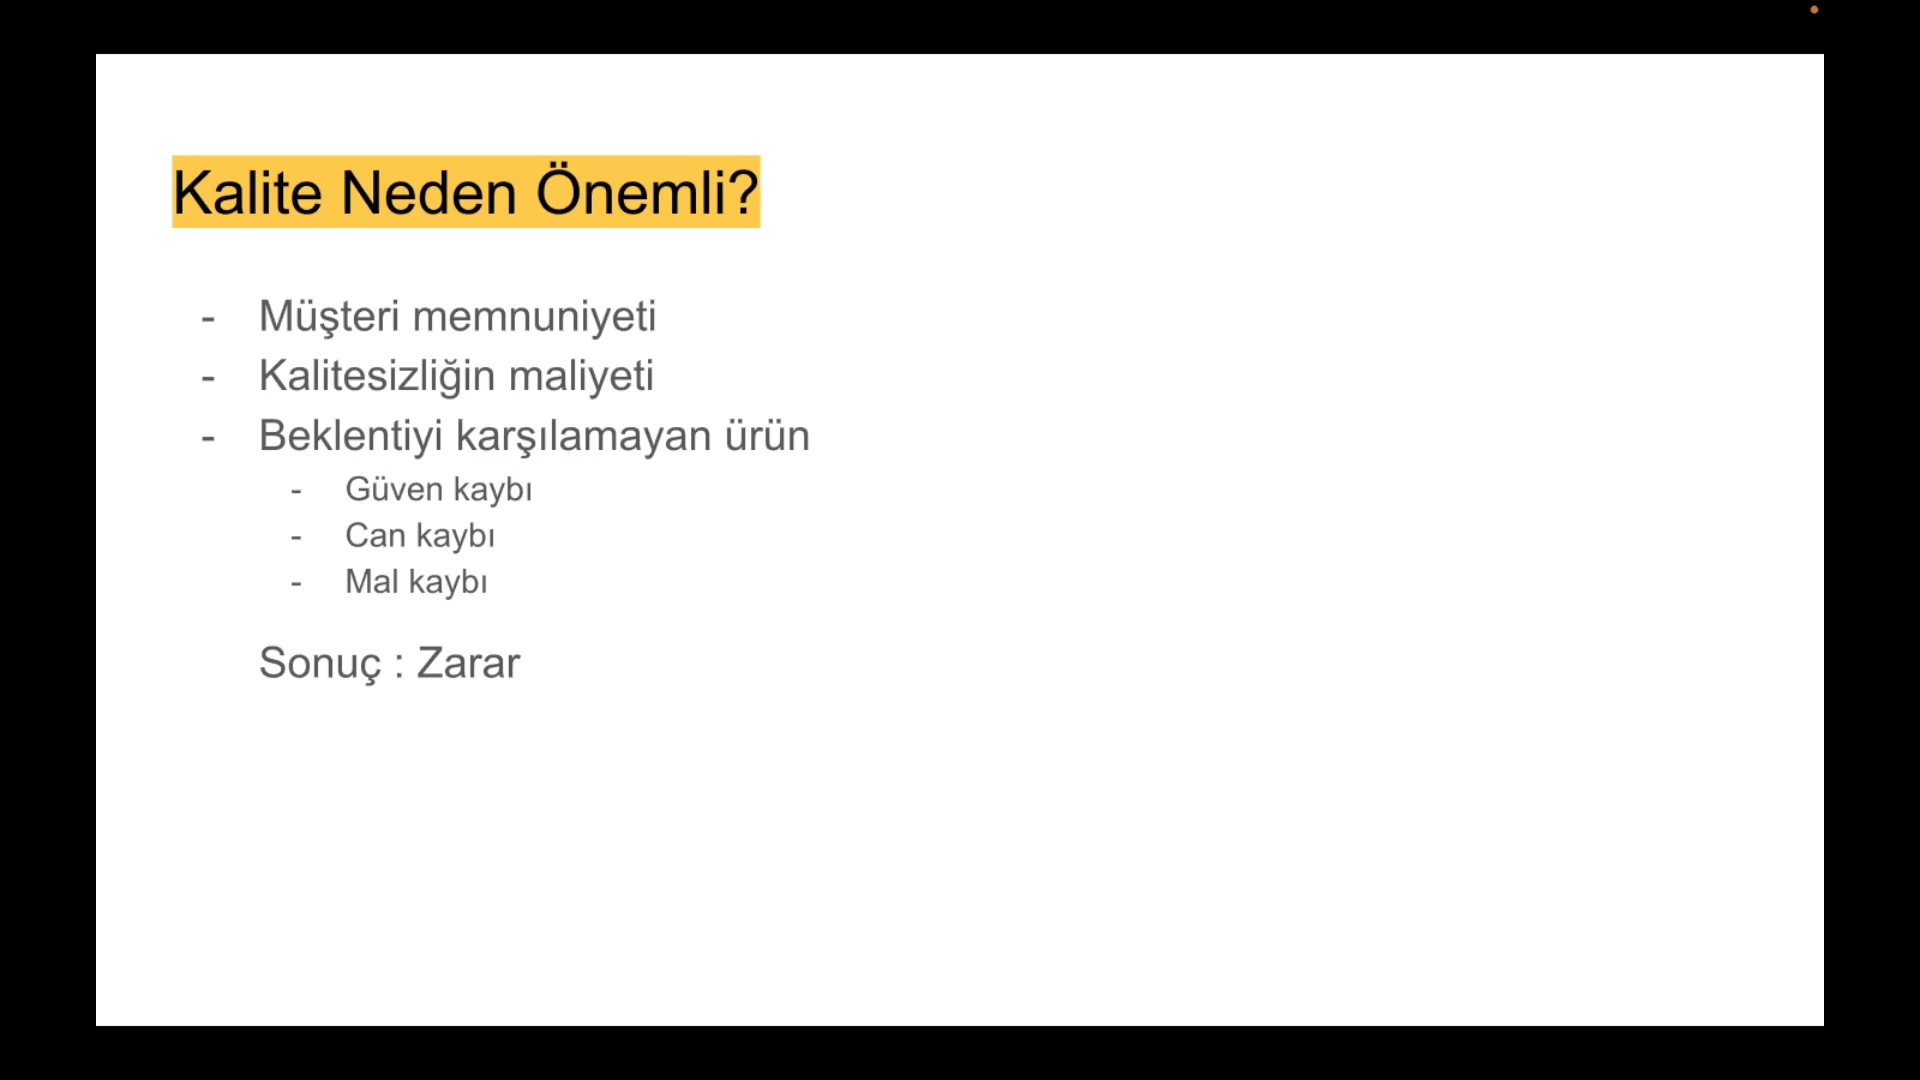 Kalite Neden Önemli?
- Müşteri memnuniyeti
- Kalitesizliğin maliyeti
- Beklentiyi karşılamayan ürün
- Güven kaybı
- Can kaybı
- Mal kaybı
Sonuç : Zarar